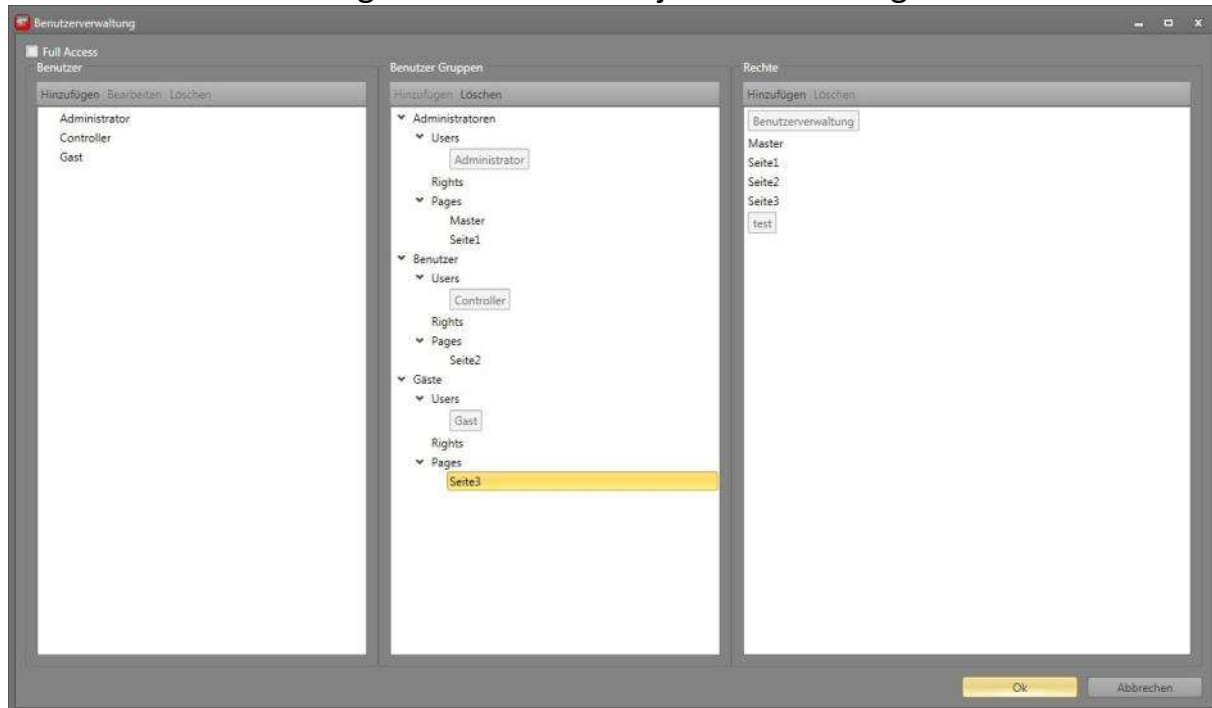 Benutzerverwaltung
Full Access
Benutzer
Hinzufügen Bearbeiten Löschen
Administrator
Controller
Gast
Benutzer Gruppen
Hinzufügen Löschen
Administratoren
Users
Administrator
Rights
Pages
Master
Seite1
Benutzer
Users
Controller
Rights
Pages
Seite2
Gäste
Users
Gast
Rights
Pages
Seite3
Rechte
Hinzufügen Löschen
Benutzerverwaltung
Master
Seite1
Seite2
Seite3
test
Ok Abbrechen